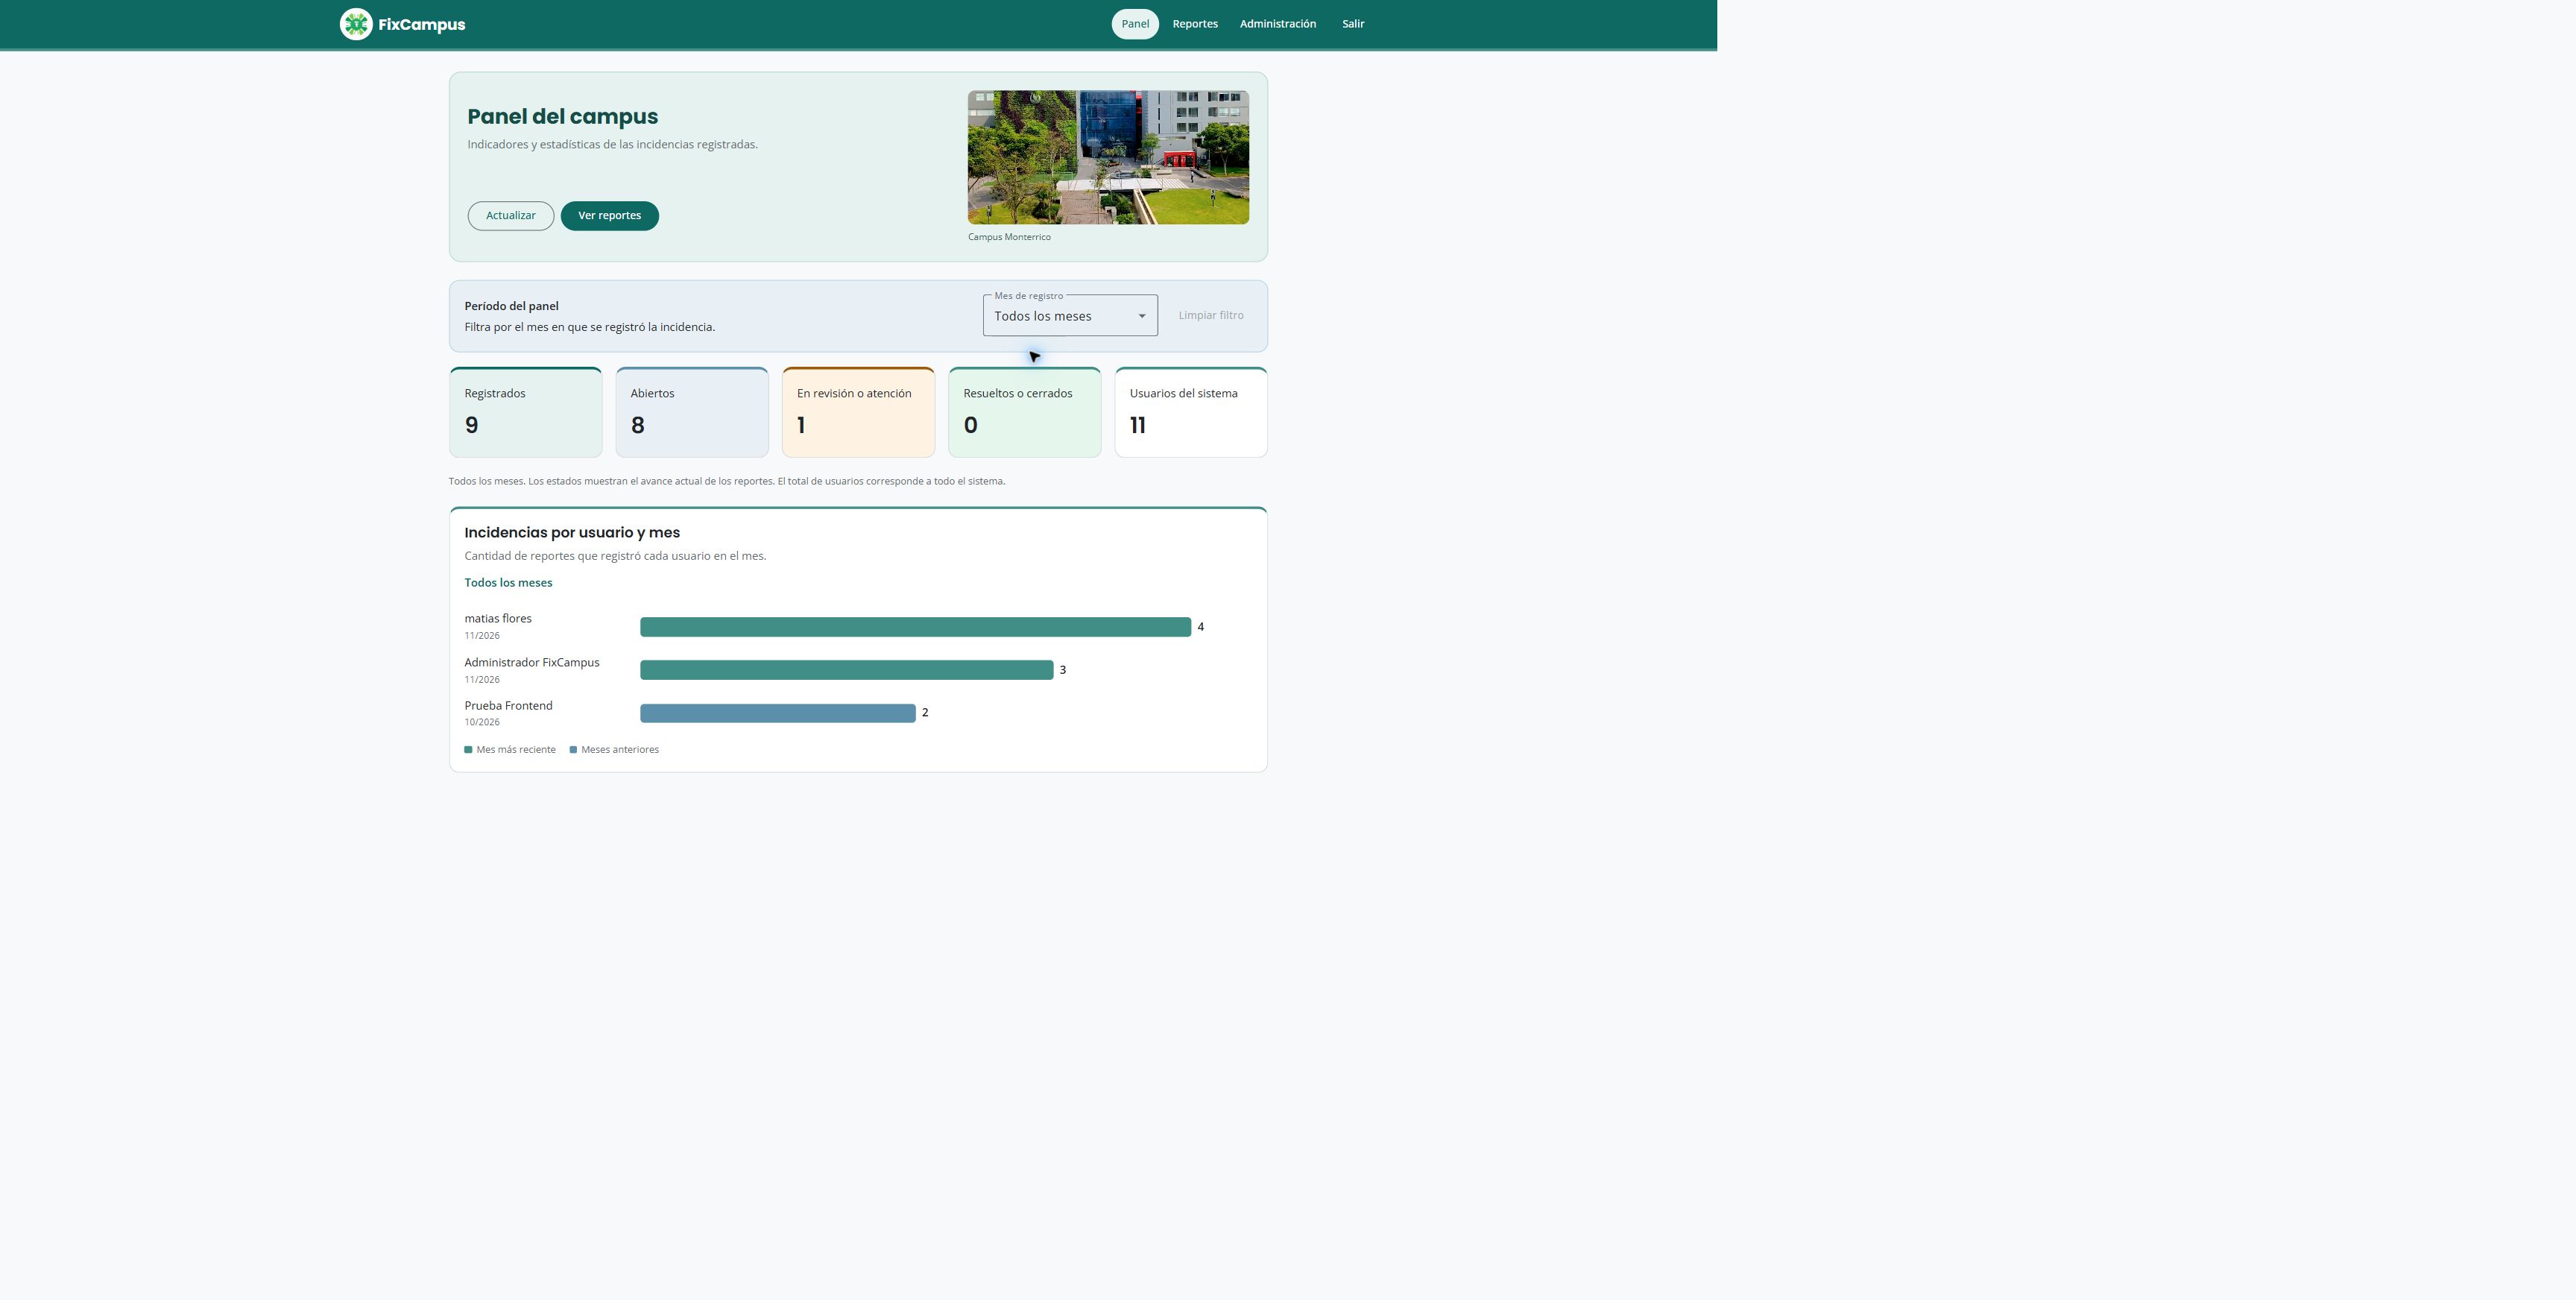 FixCampus
Panel Reportes Administración Salir
Panel del campus
Indicadores y estadísticas de las incidencias registradas.
Actualizar Ver reportes
Campus Monterrico
Período del panel
Filtra por el mes en que se registró la incidencia.
Mes de registro
Todos los meses
Limpiar filtro
Registrados
9
Abiertos
8
En revisión o atención
1
Resueltos o cerrados
0
Usuarios del sistema
11
Todos los meses. Los estados muestran el avance actual de los reportes. El total de usuarios corresponde a todo el sistema.
Incidencias por usuario y mes
Cantidad de reportes que registró cada usuario en el mes.
Todos los meses
matias flores
11/2026
4
Administrador FixCampus
11/2026
3
Prueba Frontend
10/2026
2
Mes más reciente Meses anteriores